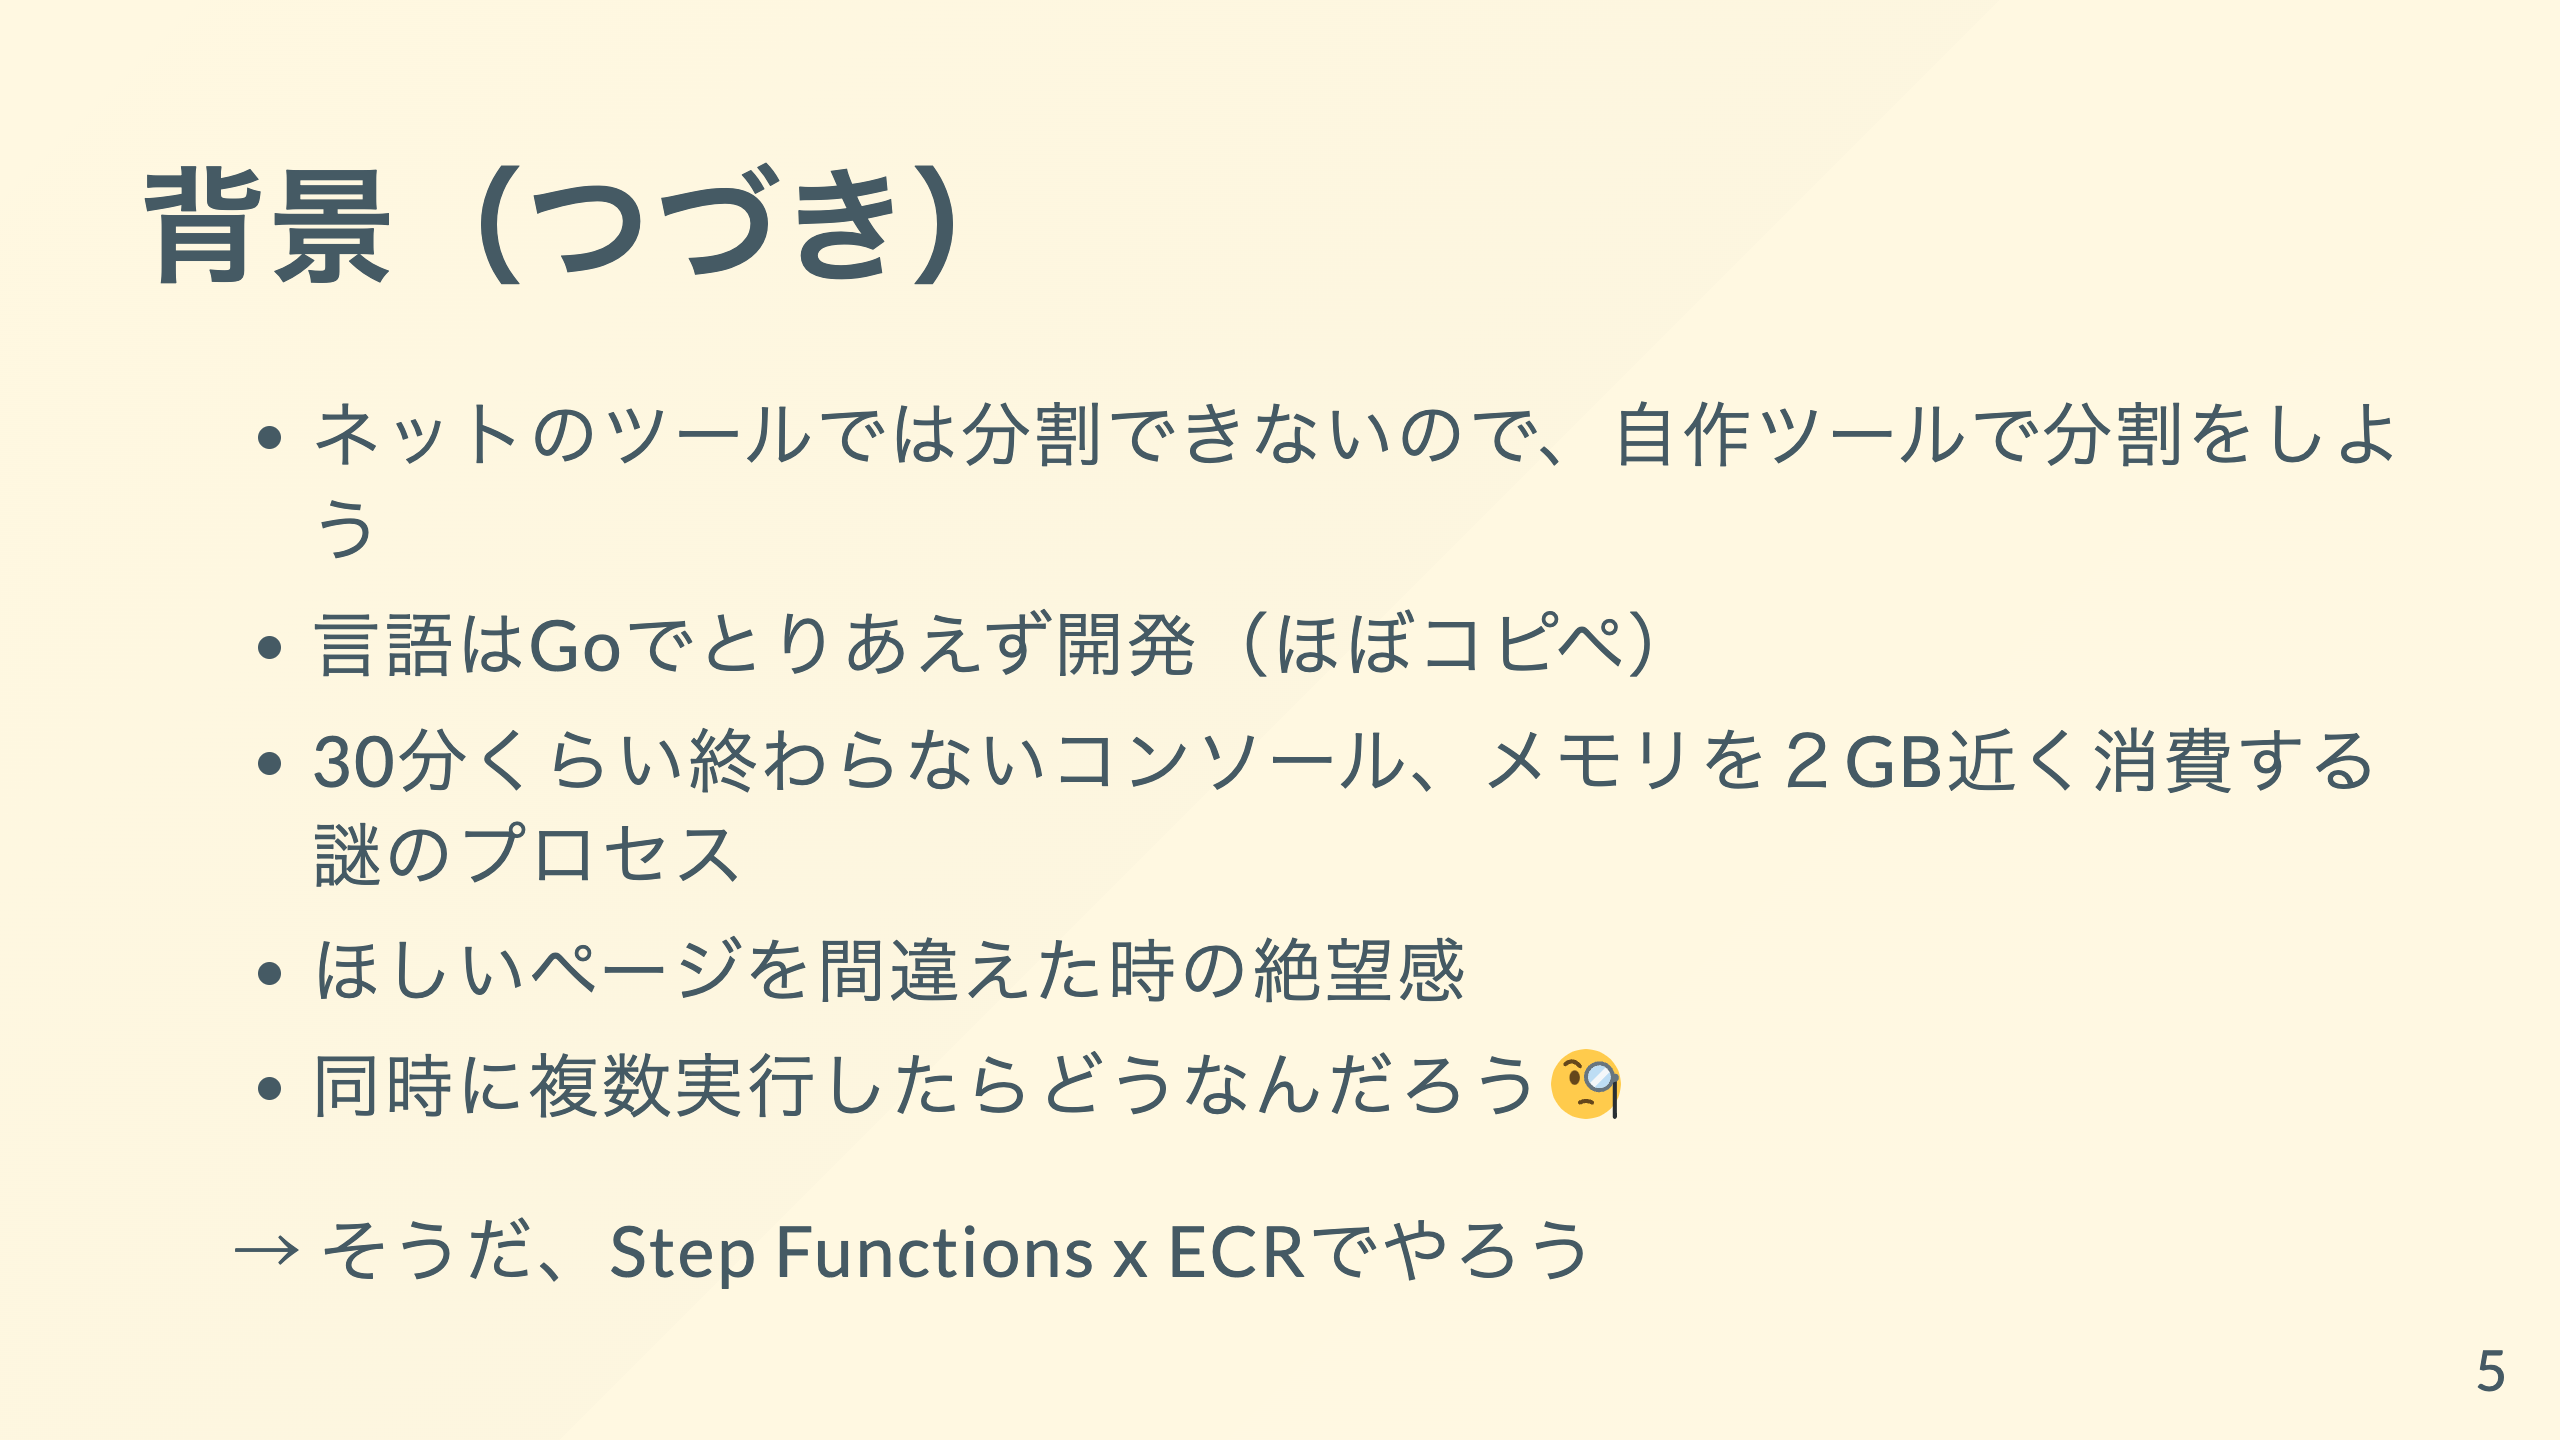 背景（つづき）
• ネットのツールでは分割できないので、自作ツールで分割をしよ
う
• 言語はGoでとりあえず開発（ほぼコピペ）
• 30分くらい終わらないコンソール、メモリを２GB近く消費する
謎のプロセス
• ほしいページを間違えた時の絶望感
• 同時に複数実行したらどうなんだろう🧐
→ そうだ、Step Functions x ECRでやろう
5